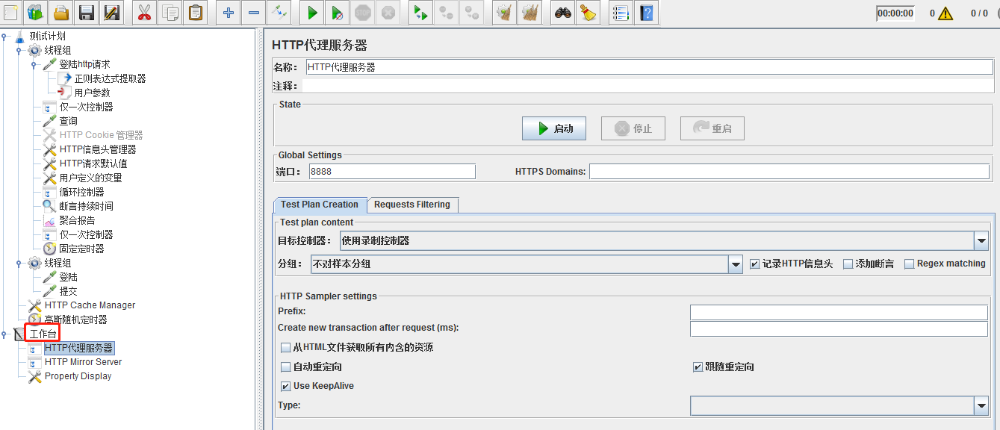 00:00:00 0 0 / 0
STOP
测试计划
线程组
登陆http请求
正则表达式提取器
用户参数
仅一次控制器
查询
HTTP Cookie 管理器
HTTP信息头管理器
HTTP请求默认值
用户定义的变量
循环控制器
断言持续时间
聚合报告
仅一次控制器
固定定时器
线程组
登陆
提交
HTTP Cache Manager
高斯随机定时器
工作台
HTTP代理服务器
HTTP Mirror Server
Property Display
HTTP代理服务器
名称： HTTP代理服务器
注释：
State
启动 停止 重启
Global Settings
端口： 8888 HTTPS Domains:
Test Plan Creation Requests Filtering
Test plan content
目标控制器： 使用录制控制器
分组： 不对样本分组 记录HTTP信息头 添加断言 Regex matching
HTTP Sampler settings
Prefix:
Create new transaction after request (ms):
从HTML文件获取所有内含的资源
自动重定向 跟随重定向
Use KeepAlive
Type: